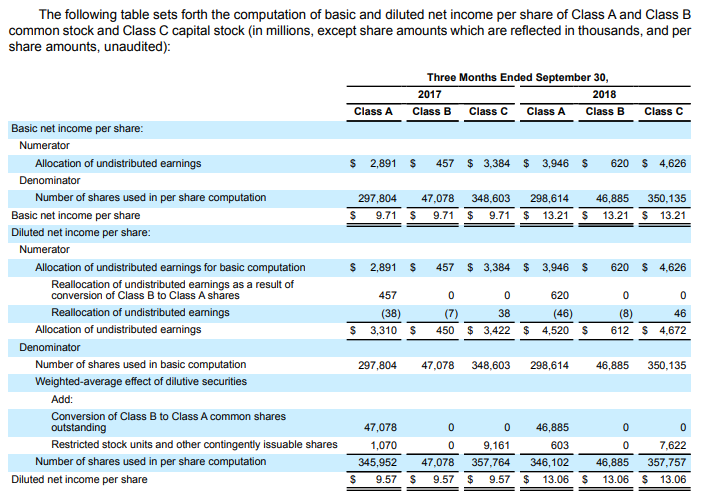 The following table sets forth the computation of basic and diluted net income per share of Class A and Class B
common stock and Class C capital stock (in millions, except share amounts which are reflected in thousands, and per
share amounts, unaudited):
Three Months Ended September 30,
2017 2018
Class A Class B Class C Class A Class B Class C
Basic net income per share:
Numerator
Allocation of undistributed earnings $ 2,891 $ 457 $ 3,384 $ 3,946 $ 620 $ 4,626
Denominator
Number of shares used in per share computation 297,804 47,078 348,603 298,614 46,885 350,135
Basic net income per share $ 9.71 $ 9.71 $ 9.71 $ 13.21 $ 13.21 $ 13.21
Diluted net income per share:
Numerator
Allocation of undistributed earnings for basic computation $ 2,891 $ 457 $ 3,384 $ 3,946 $ 620 $ 4,626
Reallocation of undistributed earnings as a result of
conversion of Class B to Class A shares 457 0 0 620 0 0
Reallocation of undistributed earnings (38) (7) 38 (46) (8) 46
Allocation of undistributed earnings $ 3,310 $ 450 $ 3,422 $ 4,520 $ 612 $ 4,672
Denominator
Number of shares used in basic computation 297,804 47,078 348,603 298,614 46,885 350,135
Weighted-average effect of dilutive securities
Add:
Conversion of Class B to Class A common shares
outstanding 47,078 0 0 46,885 0 0
Restricted stock units and other contingently issuable shares 1,070 0 9,161 603 0 7,622
Number of shares used in per share computation 345,952 47,078 357,764 346,102 46,885 357,757
Diluted net income per share $ 9.57 $ 9.57 $ 9.57 $ 13.06 $ 13.06 $ 13.06